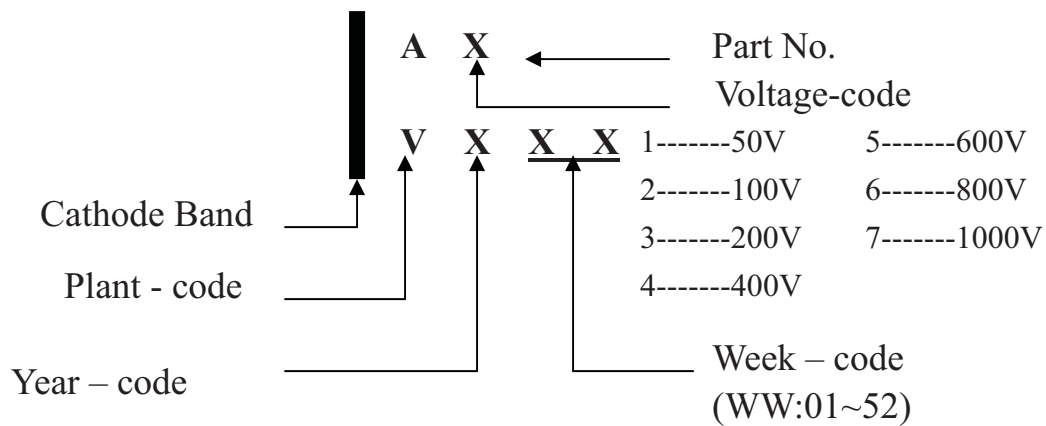 A X Part No.
Voltage-code
V X X X 1-------50V 5-------600V
2-------100V 6-------800V
Cathode Band 3-------200V 7-------1000V
Plant - code 4-------400V
Week – code
Year – code
(WW:01~52)